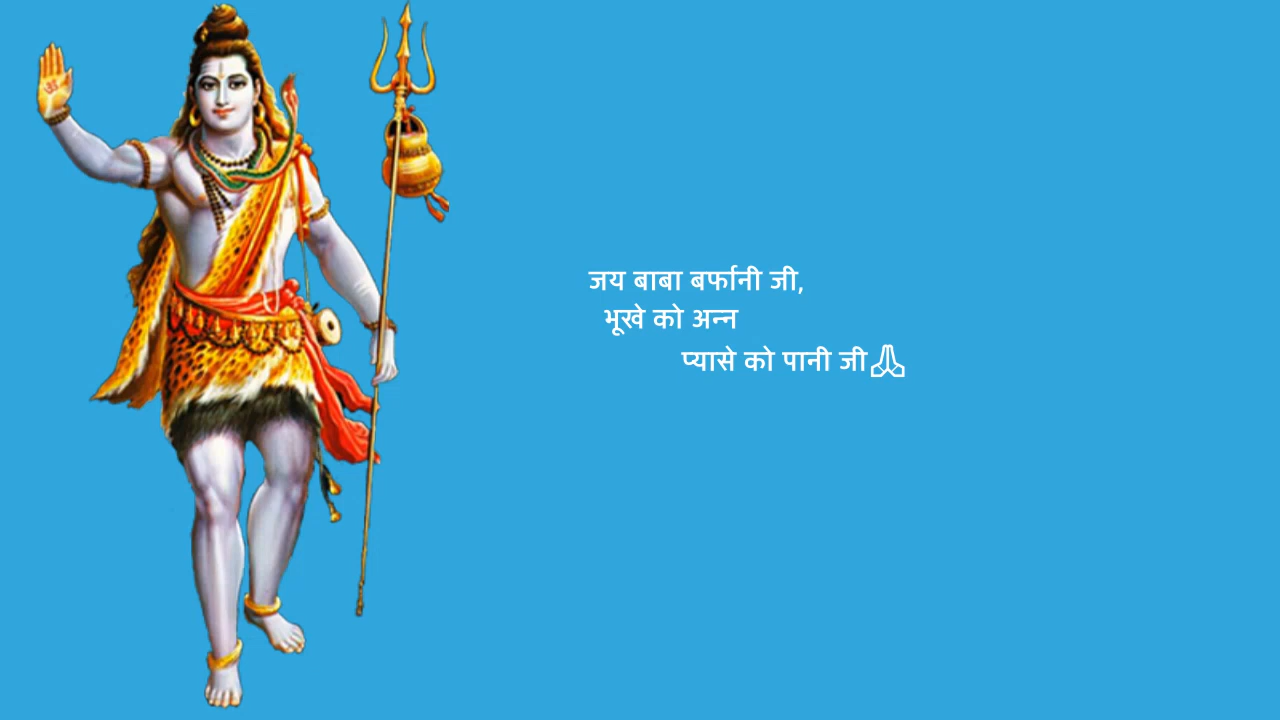 जय बाबा बर्फानी जी,
भूखे को अन्न
प्यासे को पानी जी🙏
ॐ